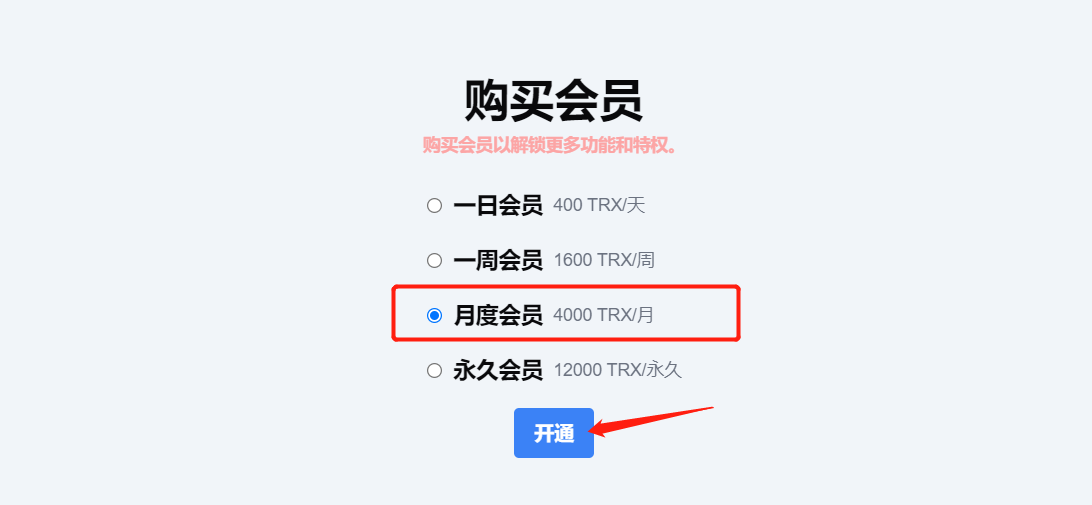 购买会员
购买会员以解锁更多功能和特权。
一日会员 400 TRX/天
一周会员 1600 TRX/周
月度会员 4000 TRX/月
永久会员 12000 TRX/永久
开通